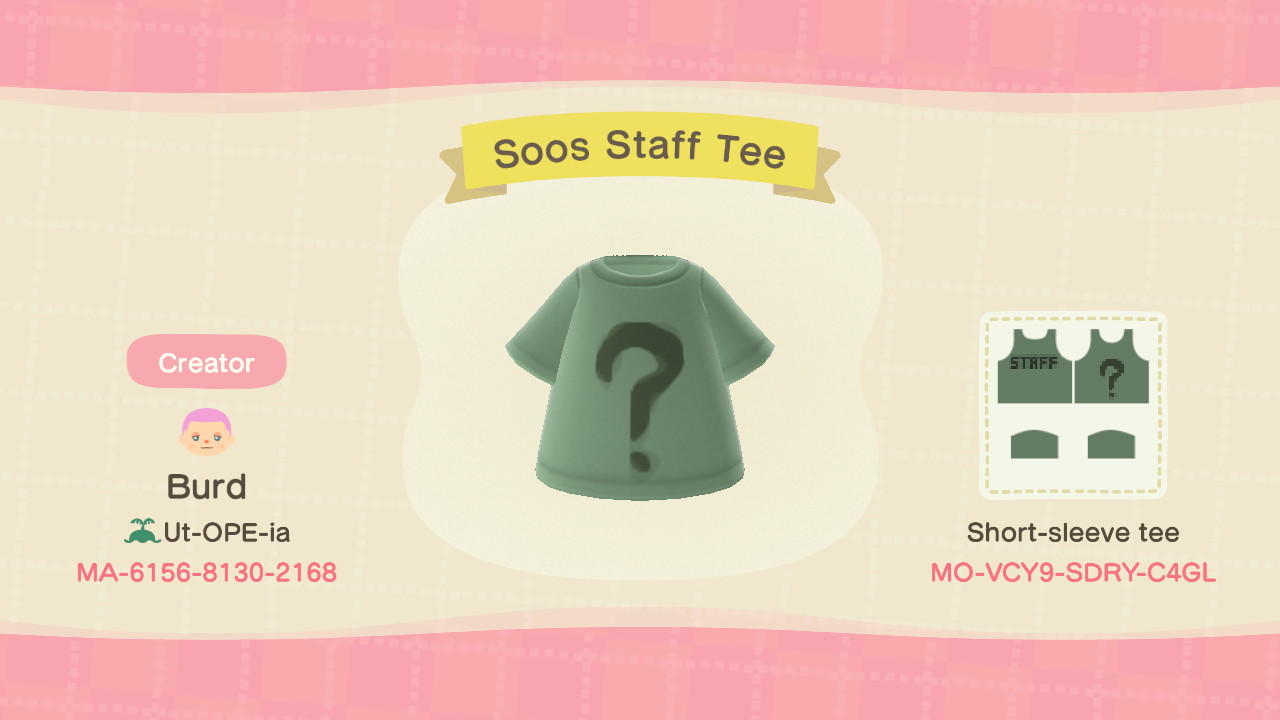 Soos Staff Tee
?
Creator
Burd
Ut-OPE-ia
MA-6156-8130-2168
STAFF
?
Short-sleeve tee
MO-VCY9-SDRY-C4GL